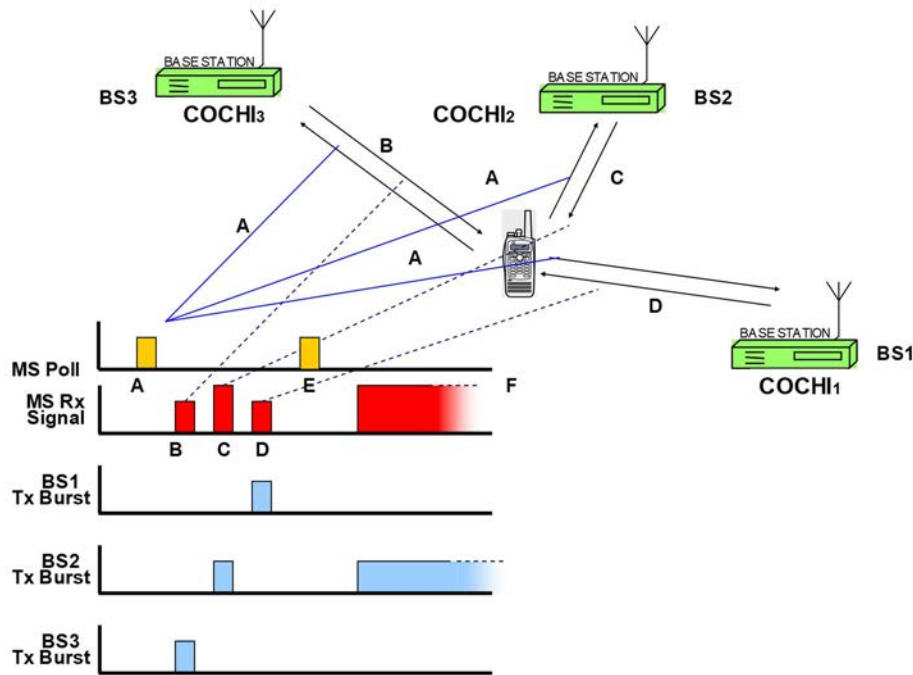 BASE STATION
BS3
COCHI3
BASE STATION
BS2
COCHI2
B
A
C
A
A
D
BASE STATION
BS1
COCHI1
MS Poll
A
E
MS Rx
Signal
F
B
C
D
BS1
Tx Burst
BS2
Tx Burst
BS3
Tx Burst